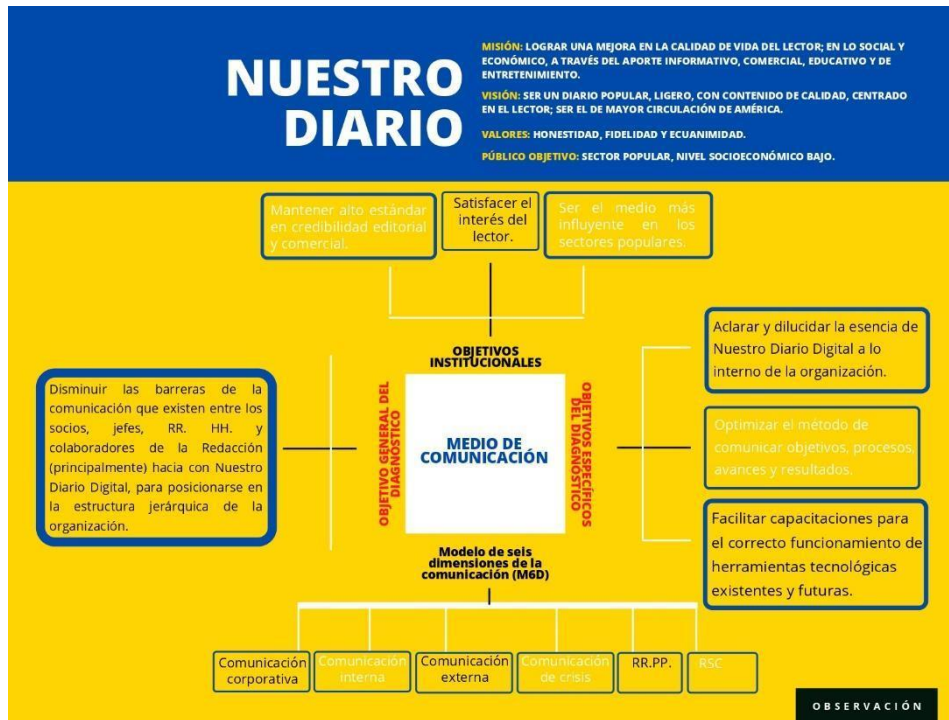 NUESTRO
DIARIO
MISIÓN: LOGRAR UNA MEJORA EN LA CALIDAD DE VIDA DEL LECTOR; EN LO SOCIAL Y
ECONÓMICO, A TRAVÉS DEL APORTE INFORMATIVO, COMERCIAL, EDUCATIVO Y DE
ENTRETENIMIENTO.
VISIÓN: SER UN DIARIO POPULAR, LIGERO, CON CONTENIDO DE CALIDAD, CENTRADO
EN EL LECTOR; SER EL DE MAYOR CIRCULACIÓN DE AMÉRICA.
VALORES: HONESTIDAD, FIDELIDAD Y ECUANIMIDAD.
PÚBLICO OBJETIVO: SECTOR POPULAR, NIVEL SOCIOECONÓMICO BAJO.
Mantener alto estándar
en credibilidad editorial
y comercial.
Satisfacer el
interés del
lector.
Ser el medio más
influyente en los
sectores populares.
OBJETIVOS
INSTITUCIONALES
Disminuir las barreras de la
comunicación que existen entre los
socios, jefes, RR. HH. y
colaboradores de la Redacción
(principalmente) hacia con Nuestro
Diario Digital, para posicionarse en
la estructura jerárquica de la
organización.
OBJETIVO GENERAL DEL
DIAGNÓSTICO
MEDIO DE
COMUNICACIÓN
OBJETIVOS ESPECÍFICOS
DEL DIAGNÓSTICO
Aclarar y dilucidar la esencia de
Nuestro Diario Digital a lo
interno de la organización.
Optimizar el método de
comunicar objetivos, procesos,
avances y resultados.
Facilitar capacitaciones para
el correcto funcionamiento de
herramientas tecnológicas
existentes y futuras.
Modelo de seis
dimensiones de la
comunicación (M6D)
Comunicación
corporativa
Comunicación
interna
Comunicación
externa
Comunicación
de crisis
RR.PP.
RSC
OBSERVACIÓN